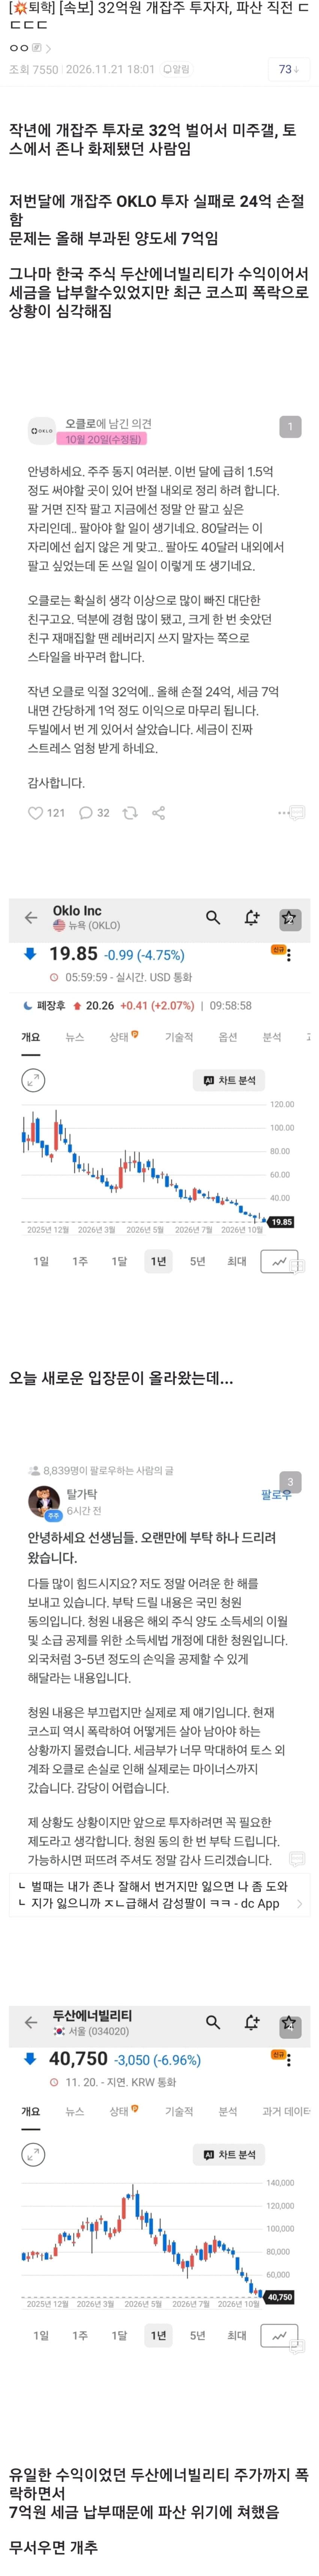 [💥퇴학] [속보] 32억원 개잡주 투자자, 파산 직전 ㄷ
ㄷㄷㄷㄷ
ㅇㅇ
조회 7550 | 2026.11.21 18:01 알림
73↓
작년에 개잡주 투자로 32억 벌어서 미주갤, 토
스에서 존나 화제됐던 사람임
저번달에 개잡주 OKLO 투자 실패로 24억 손절
함
문제는 올해 부과된 양도세 7억임
그나마 한국 주식 두산에너빌리티가 수익이어서
세금을 납부할수있었지만 최근 코스피 폭락으로
상황이 심각해짐
OKLO
오클로에 남긴 의견
1
10월 20일(수정됨)
안녕하세요. 주주 동지 여러분. 이번 달에 급히 1.5억
정도 써야할 곳이 있어 반절 내외로 정리 하려 합니다.
팔 거면 진작 팔고 지금에선 정말 안 팔고 싶은
자리인데.. 팔아야 할 일이 생기네요. 80달러는 이
자리에선 쉽지 않은 게 맞고.. 팔아도 40달러 내외에서
팔고 싶었는데 돈 쓰일 일이 이렇게 또 생기네요.
오클로는 확실히 생각 이상으로 많이 빠진 대단한
친구고요. 덕분에 경험 많이 됐고, 크게 한 번 솟았던
친구 재매집할 땐 레버리지 쓰지 말자는 쪽으로
스타일을 바꾸려 합니다.
작년 오클로 익절 32억에.. 올해 손절 24억, 세금 7억
내면 간당하게 1억 정도 이익으로 마무리 됩니다.
두빌에서 번 게 있어서 살았습니다. 세금이 진짜
스트레스 엄청 받게 하네요.
감사합니다.
121 32
Oklo Inc
뉴욕 (OKLO)
19.85 -0.99 (-4.75%)
신규
05:59:59 - 실시간. USD 통화
폐장후 20.26 +0.41 (+2.07%) | 09:58:58
개요 뉴스 상태 기술적 옵션 분석
AI 차트 분석
120.00
100.00
80.00
60.00
40.00
19.85
2025년 12월 2026년 3월 2026년 5월 2026년 7월 2026년 10월
1일 1주 1달 1년 5년 최대
오늘 새로운 입장문이 올라왔는데...
8,839명이 팔로우하는 사람의 글
3
탈가탁
팔로우
주주
6시간 전
안녕하세요 선생님들. 오랜만에 부탁 하나 드리려
왔습니다.
다들 많이 힘드시지요? 저도 정말 어려운 한 해를
보내고 있습니다. 부탁 드릴 내용은 국민 청원
동의입니다. 청원 내용은 해외 주식 양도 소득세의 이월
및 소급 공제를 위한 소득세법 개정에 대한 청원입니다.
외국처럼 3-5년 정도의 손익을 공제할 수 있게
해달라는 내용입니다.
청원 내용은 부끄럽지만 실제로 제 얘기입니다. 현재
코스피 역시 폭락하여 어떻게든 살아 남아야 하는
상황까지 몰렸습니다. 세금부가 너무 막대하여 토스 외
계좌 오클로 손실로 인해 실제로는 마이너스까지
갔습니다. 감당이 어렵습니다.
제 상황도 상황이지만 앞으로 투자하려면 꼭 필요한
제도라고 생각합니다. 청원 동의 한 번 부탁 드립니다.
가능하시면 퍼뜨려 주셔도 정말 감사 드리겠습니다.
ㄴ 벌때는 내가 존나 잘해서 번거지만 잃으면 나 좀 도와
ㄴ 지가 잃으니까 ㅈㄴ급해서 감성팔이 ㅋㅋ - dc App
두산에너빌리티
서울 (034020)
4
40,750 -3,050 (-6.96%)
신규
11. 20. - 지연. KRW 통화
개요 뉴스 상태 기술적 분석 과거 데이터
AI 차트 분석
140,000
120,000
100,000
80,000
60,000
40,750
2025년 12월 2026년 3월 2026년 5월 2026년 7월 2026년 10월
1일 1주 1달 1년 5년 최대
유일한 수익이었던 두산에너빌리티 주가까지 폭
락하면서
7억원 세금 납부때문에 파산 위기에 쳐했음
무서우면 개추